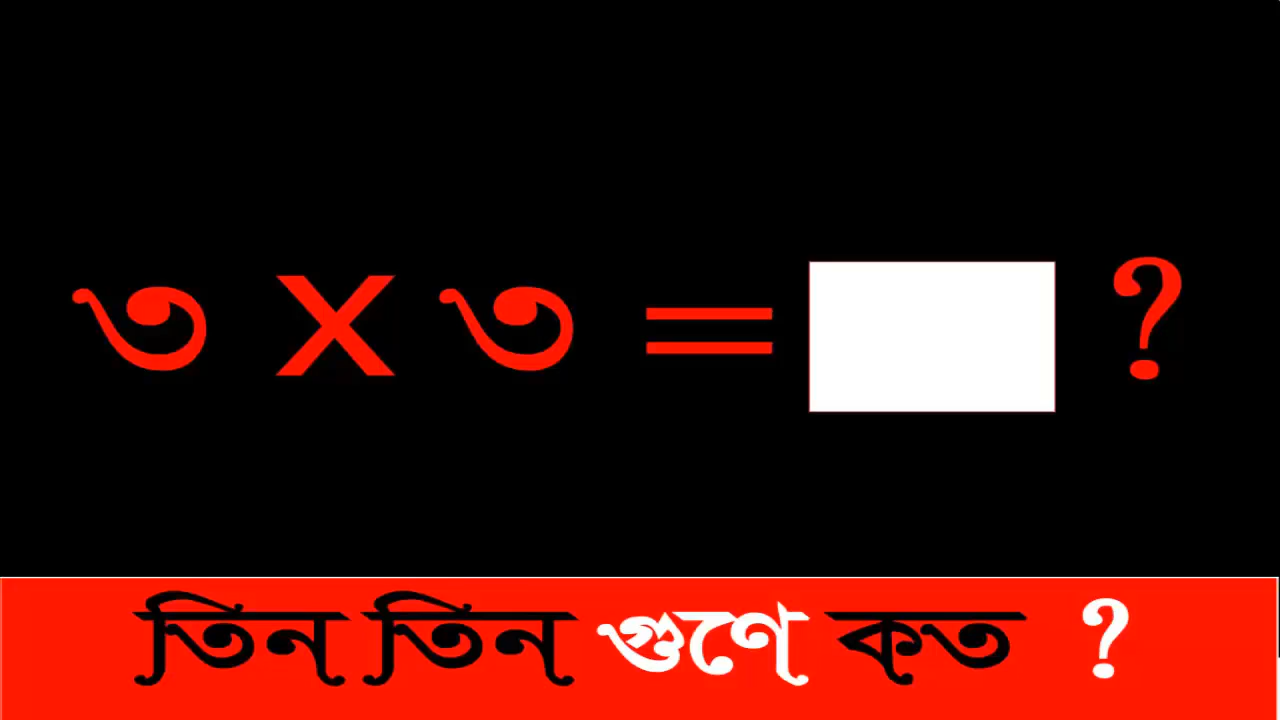 ৩ x ৩ = ?
তিন তিন গুণে কত ?